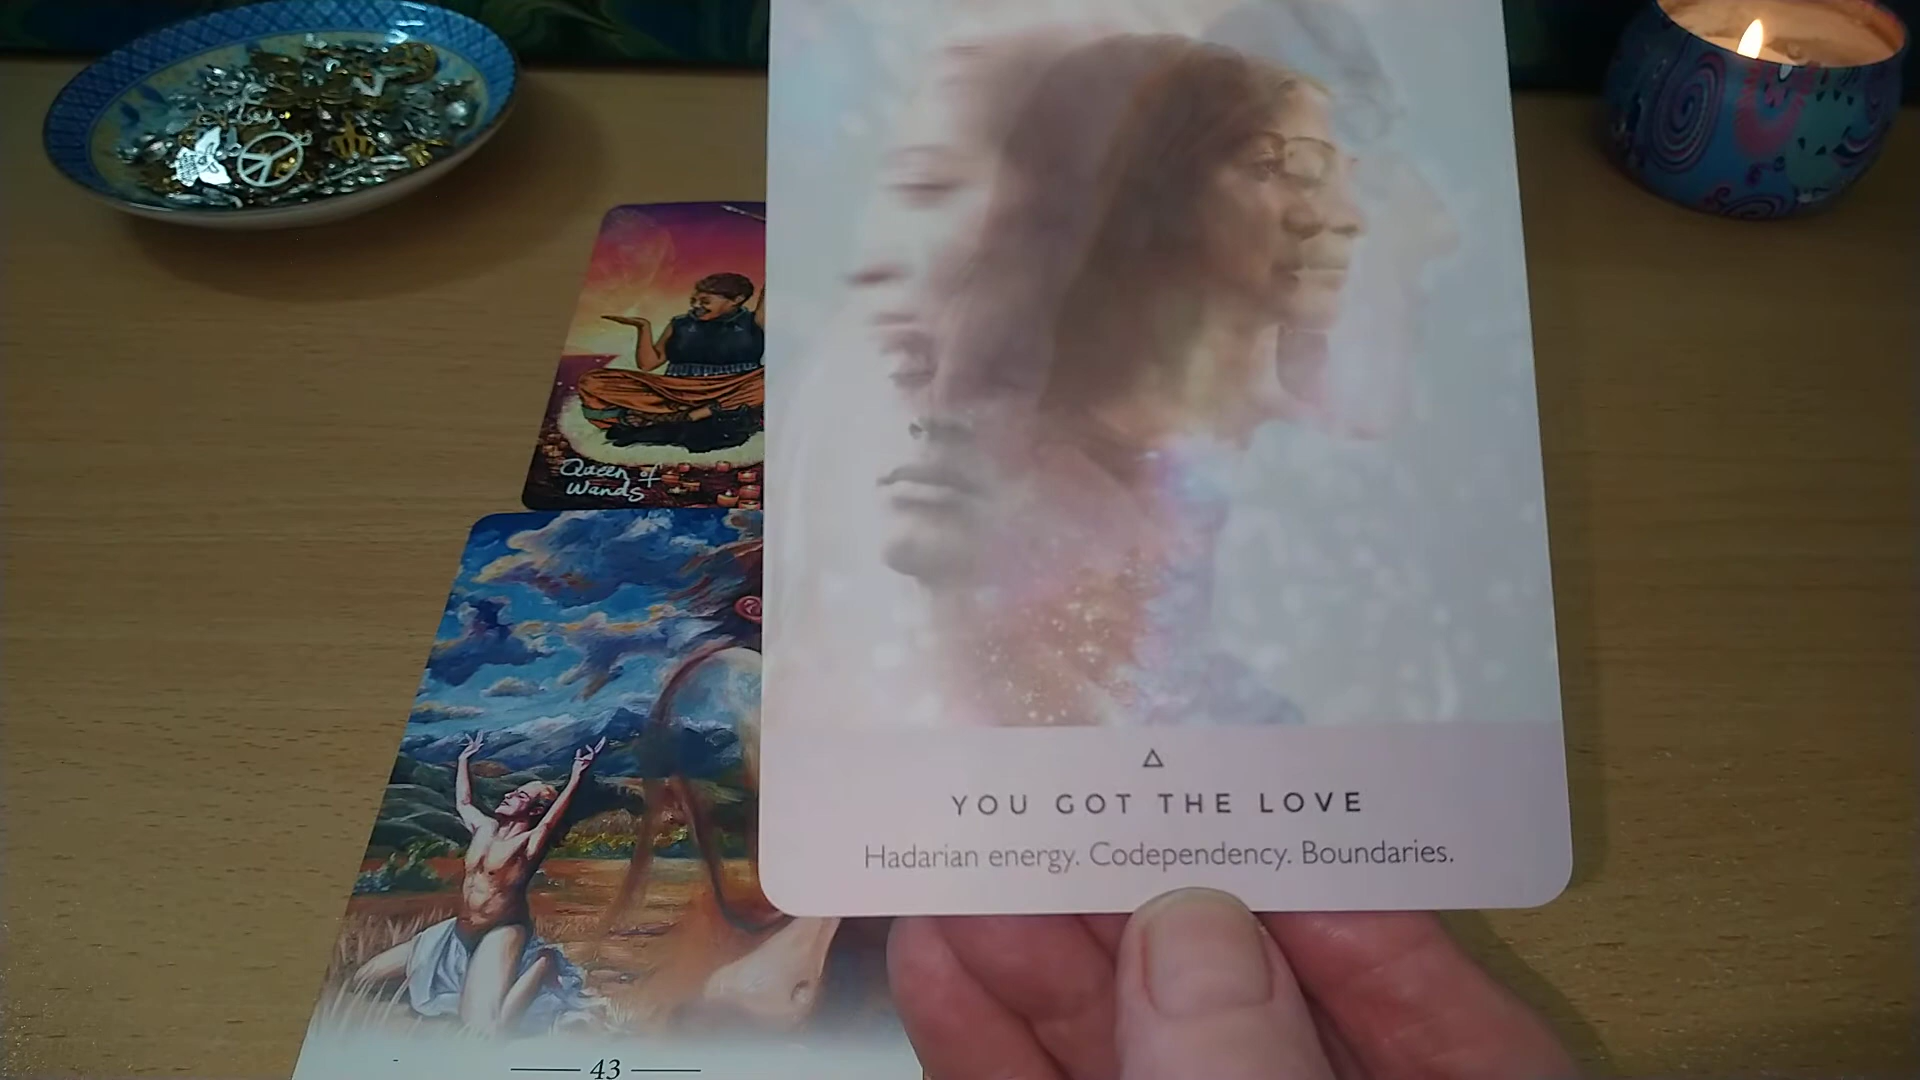 Queen of
Wands
YOU GOT THE LOVE
Hadarian energy. Codependency. Boundaries.
43